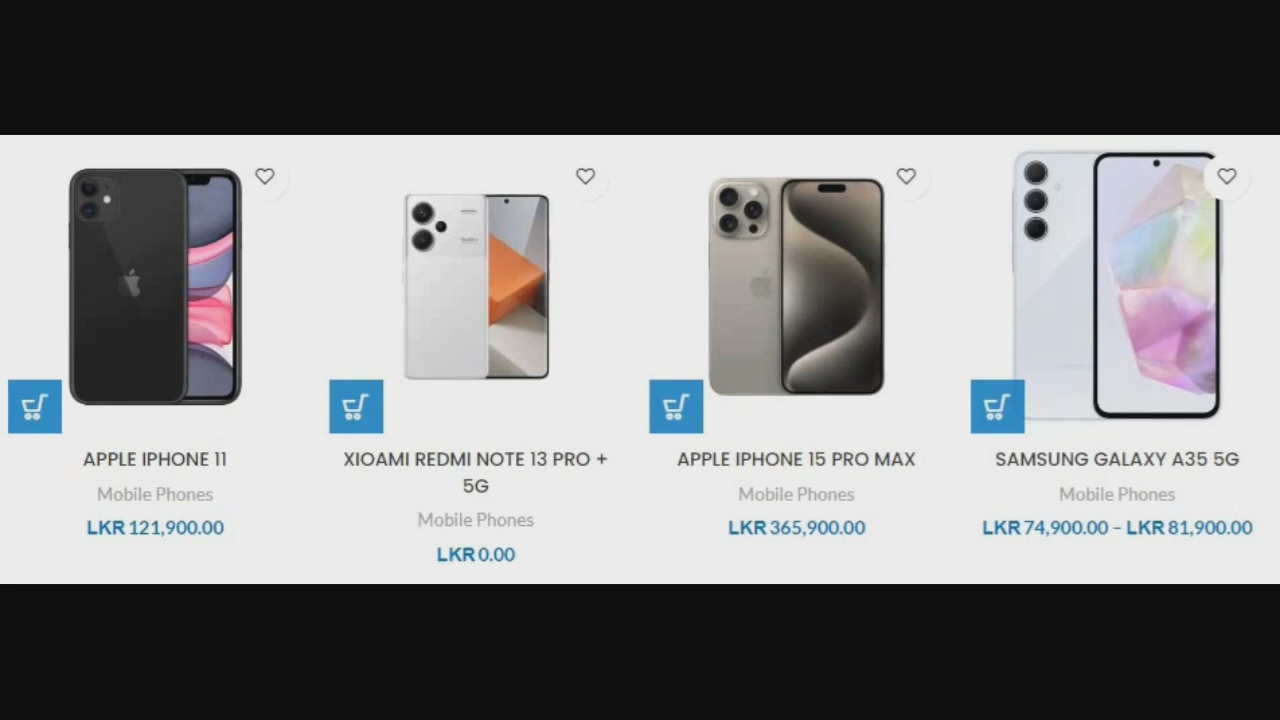 APPLE IPHONE 11
Mobile Phones
LKR 121,900.00
XIOAMI REDMI NOTE 13 PRO +
5G
Mobile Phones
LKR 0.00
APPLE IPHONE 15 PRO MAX
Mobile Phones
LKR 365,900.00
SAMSUNG GALAXY A35 5G
Mobile Phones
LKR 74,900.00 – LKR 81,900.00